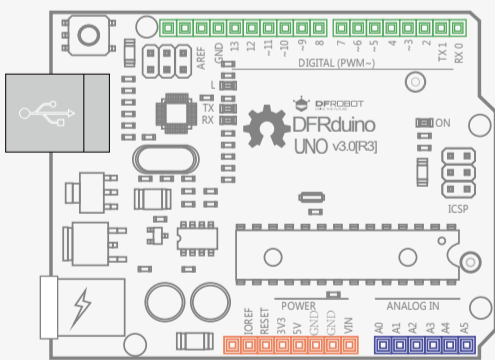 AREF
GND
13
12
~11
~10
~9
8
7
~6
~5
4
~3
2
TX 1
RX 0
DIGITAL (PWM~)
L
TX
RX
DFROBOT
DFRduino
UNO v3.0[R3]
ON
ICSP
POWER
ANALOG IN
IOREF
RESET
3V3
5V
GND
GND
VIN
A0
A1
A2
A3
A4
A5